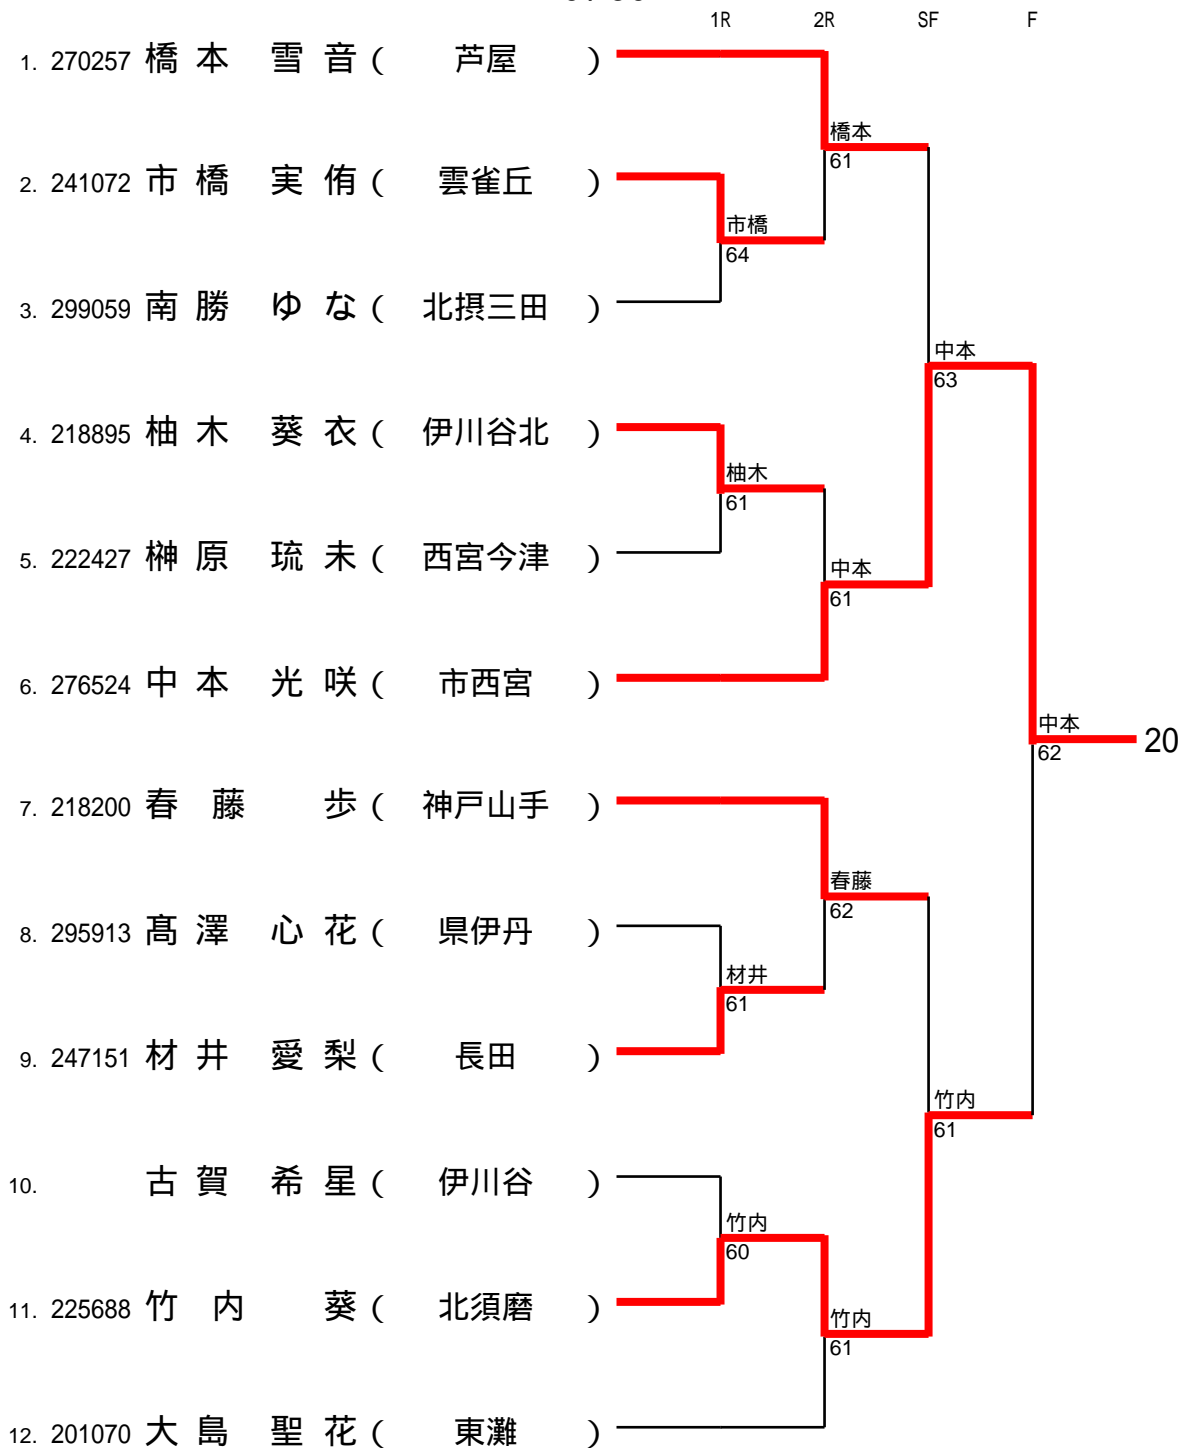 1R 2R SF F
1. 270257 橋本 雪音 ( 芦屋 )
橋本
61
2. 241072 市橋 実侑 ( 雲雀丘 )
市橋
64
3. 299059 南勝 ゆな ( 北摂三田 )
中本
63
4. 218895 柚木 葵衣 ( 伊川谷北 )
柚木
61
5. 222427 榊原 琉未 ( 西宮今津 )
中本
61
6. 276524 中本 光咲 ( 市西宮 )
中本
62
20
7. 218200 春藤 歩 ( 神戸山手 )
春藤
62
8. 295913 髙澤 心花 ( 県伊丹 )
材井
61
9. 247151 材井 愛梨 ( 長田 )
竹内
61
10. 古賀 希星 ( 伊川谷 )
竹内
60
11. 225688 竹内 葵 ( 北須磨 )
竹内
61
12. 201070 大島 聖花 ( 東灘 )